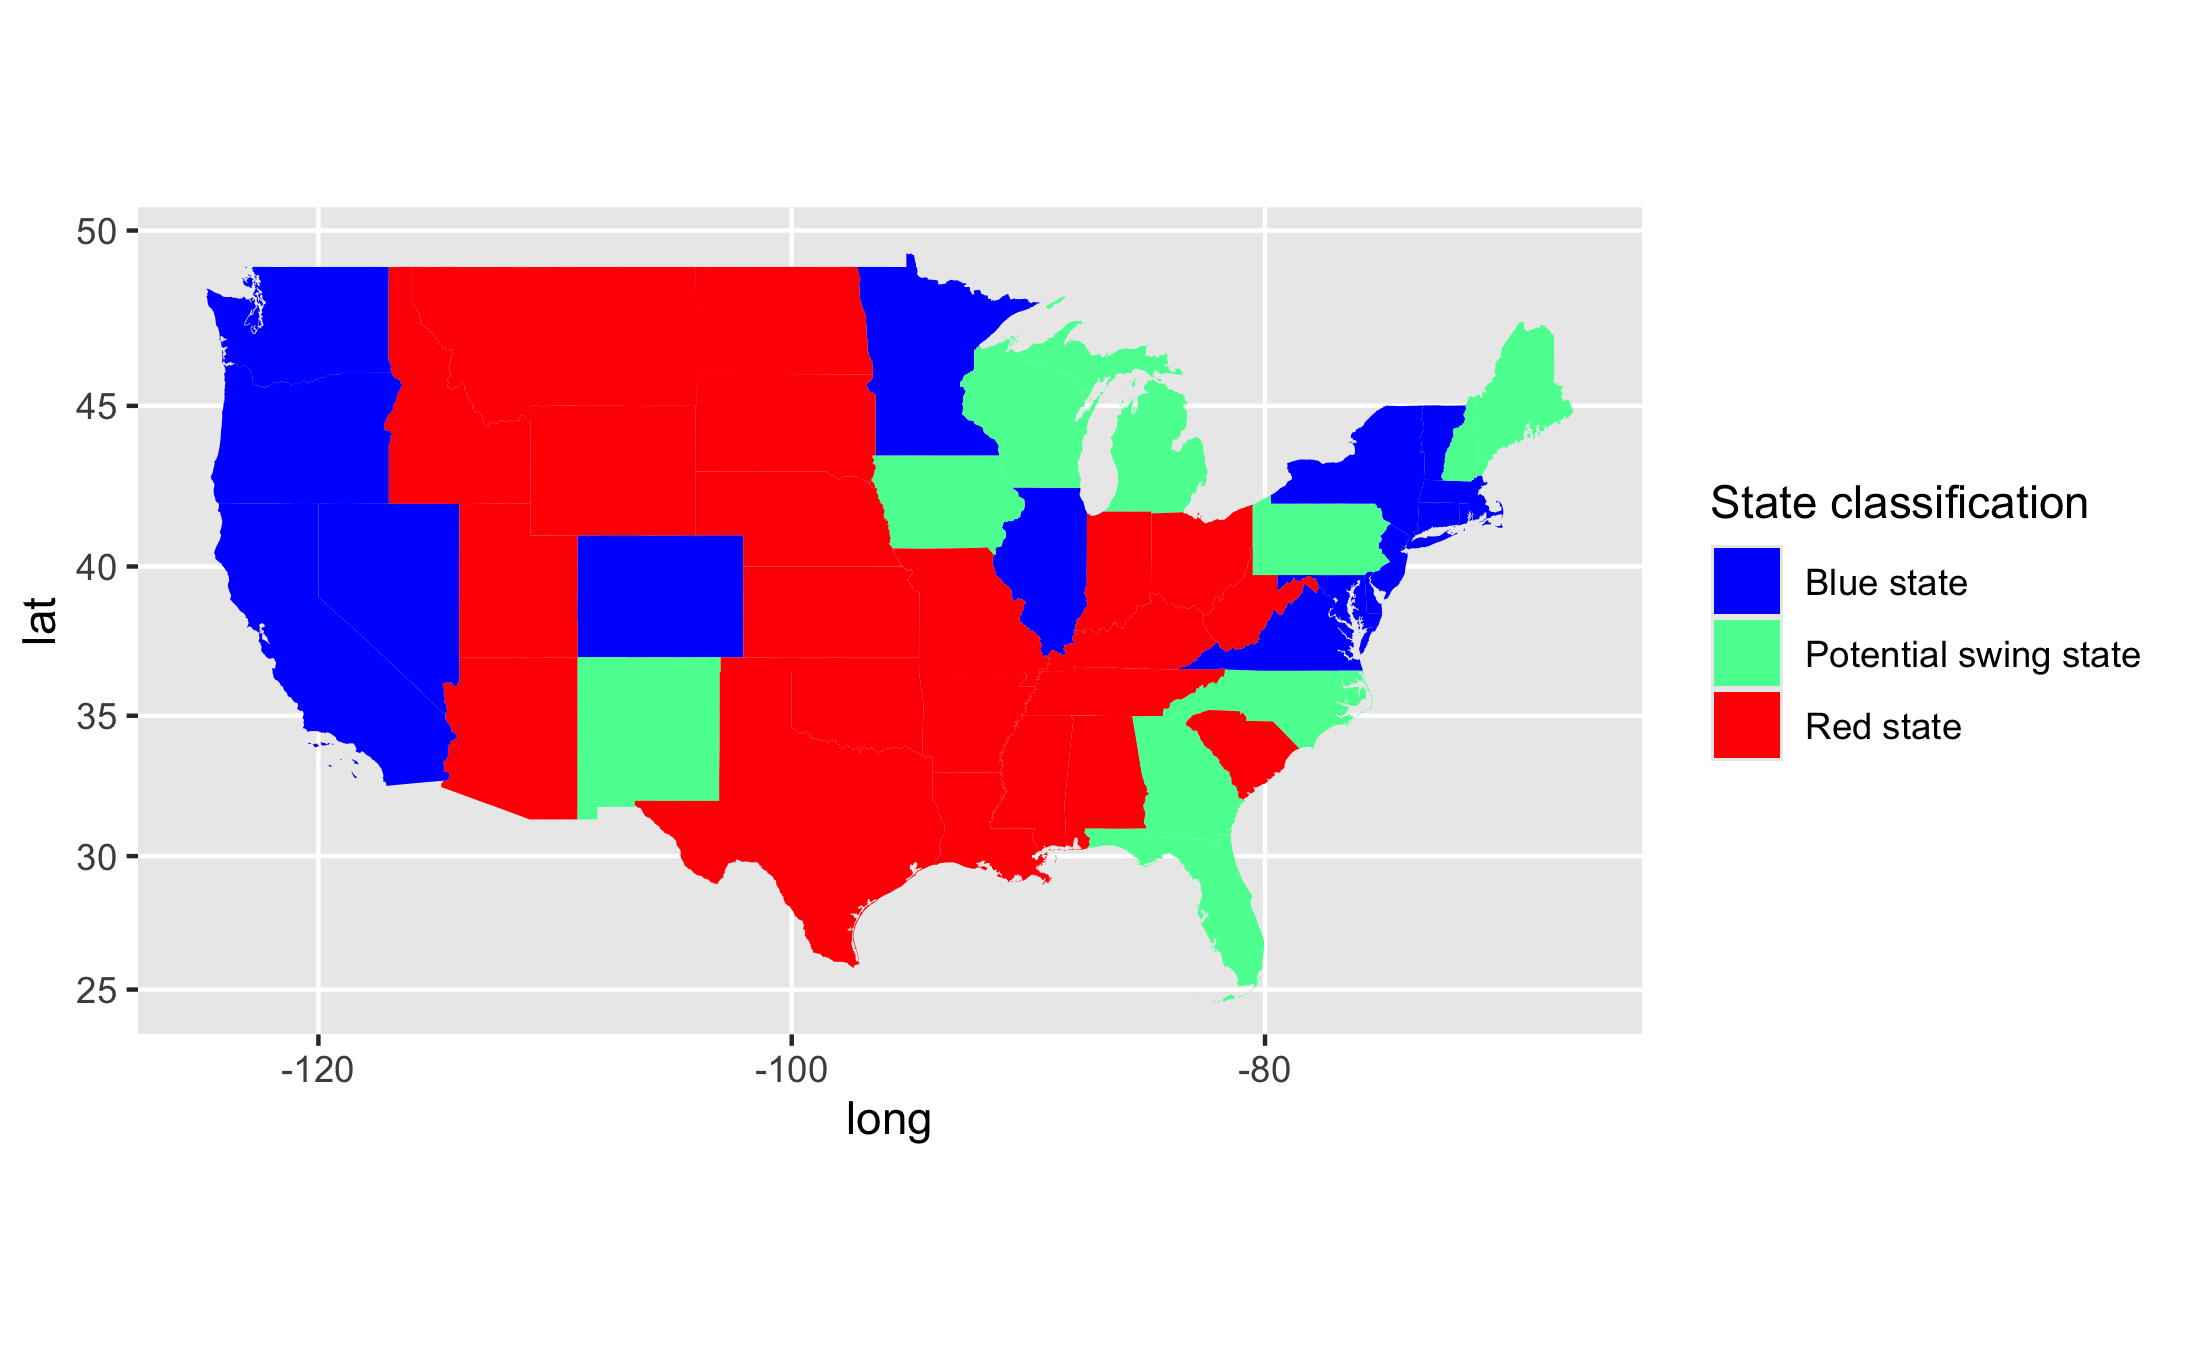 50
45
40
35
30
25
lat
-120
-100
-80
long
State classification
Blue state
Potential swing state
Red state